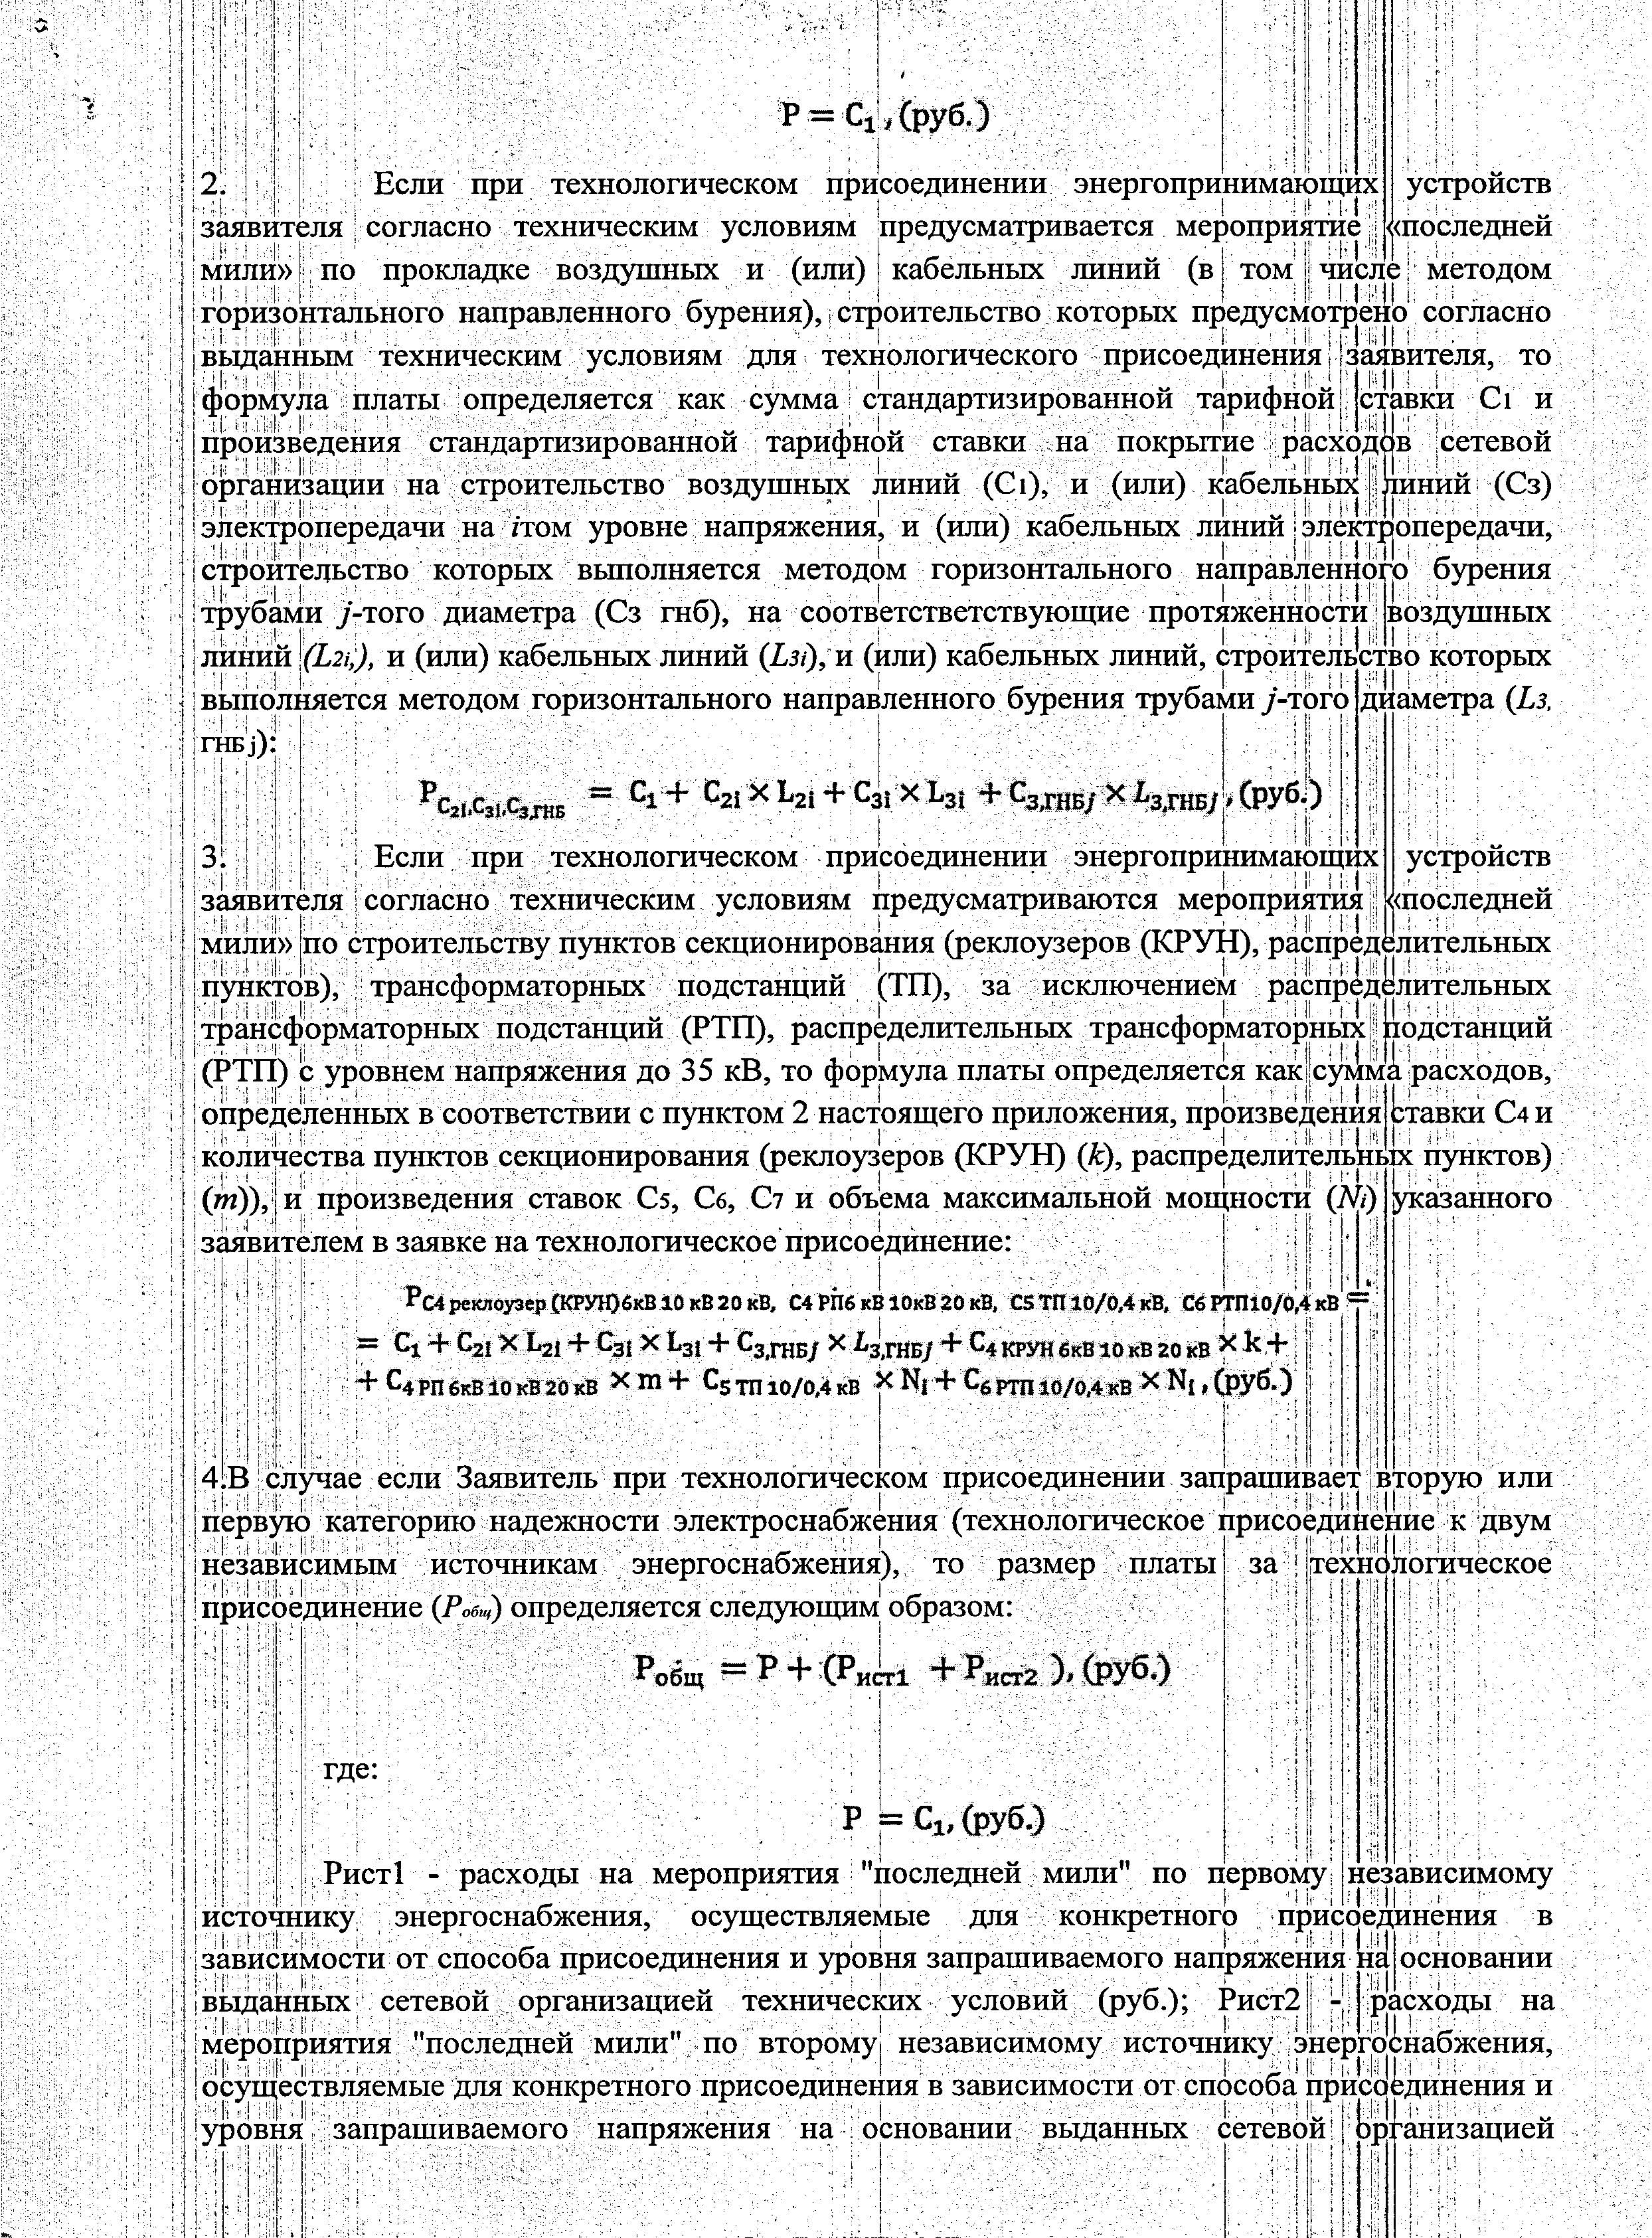 P = C₁, (руб.)
2. Если при технологическом присоединении энергопринимающих устройств
заявителя согласно техническим условиям предусматривается мероприятие «последней
мили» по прокладке воздушных и (или) кабельных линий (в том числе методом
горизонтального направленного бурения), строительство которых предусмотрено согласно
выданным техническим условиям для технологического присоединения заявителя, то
формула платы определяется как сумма стандартизированной тарифной ставки С1 и
произведения стандартизированной тарифной ставки на покрытие расходов сетевой
организации на строительство воздушных линий (С1), и (или) кабельных линий (С3)
электропередачи на iтом уровне напряжения, и (или) кабельных линий электропередачи,
строительство которых выполняется методом горизонтального направленного бурения
трубами j-того диаметра (С3 гнб), на соответстветствующие протяженности воздушных
линий (L2i,), и (или) кабельных линий (L3i), и (или) кабельных линий, строительство которых
выполняется методом горизонтального направленного бурения трубами j-того диаметра (L3,
ГНБ j):
P C2i,C3i,C3,ГНБ = C₁ + C2i × L2i + C3i × L3i + C3,ГНБj × L3,ГНБj, (руб.)
3. Если при технологическом присоединении энергопринимающих устройств
заявителя согласно техническим условиям предусматриваются мероприятия «последней
мили» по строительству пунктов секционирования (реклоузеров (КРУН), распределительных
пунктов), трансформаторных подстанций (ТП), за исключением распределительных
трансформаторных подстанций (РТП), распределительных трансформаторных подстанций
(РТП) с уровнем напряжения до 35 кВ, то формула платы определяется как сумма расходов,
определенных в соответствии с пунктом 2 настоящего приложения, произведения ставки С4 и
количества пунктов секционирования (реклоузеров (КРУН) (k), распределительных пунктов)
(m)), и произведения ставок С5, С6, С7 и объема максимальной мощности (Ni) указанного
заявителем в заявке на технологическое присоединение:
P C4 реклоузер (КРУН)6кВ 10 кВ 20 кВ, C4 РП6 кВ 10кВ 20 кВ, C5 ТП 10/0,4 кВ, C6 РТП10/0,4 кВ =
= C₁ + C2i × L2i + C3i × L3i + C3,ГНБj × L3,ГНБj + C4 КРУН 6кВ 10 кВ 20 кВ × k +
+ C4 РП 6кВ 10 кВ 20 кВ × m + C5 ТП 10/0,4 кВ × Ni + C6 РТП 10/0,4 кВ × Ni, (руб.)
4.В случае если Заявитель при технологическом присоединении запрашивает вторую или
первую категорию надежности электроснабжения (технологическое присоединение к двум
независимым источникам энергоснабжения), то размер платы за технологическое
присоединение (Pобщ) определяется следующим образом:
Pобщ = P + (Pист1 + Pист2 ), (руб.)
где:
P = C₁, (руб.)
Рист1 - расходы на мероприятия "последней мили" по первому независимому
источнику энергоснабжения, осуществляемые для конкретного присоединения в
зависимости от способа присоединения и уровня запрашиваемого напряжения на основании
выданных сетевой организацией технических условий (руб.); Рист2 - расходы на
мероприятия "последней мили" по второму независимому источнику энергоснабжения,
осуществляемые для конкретного присоединения в зависимости от способа присоединения и
уровня запрашиваемого напряжения на основании выданных сетевой организацией